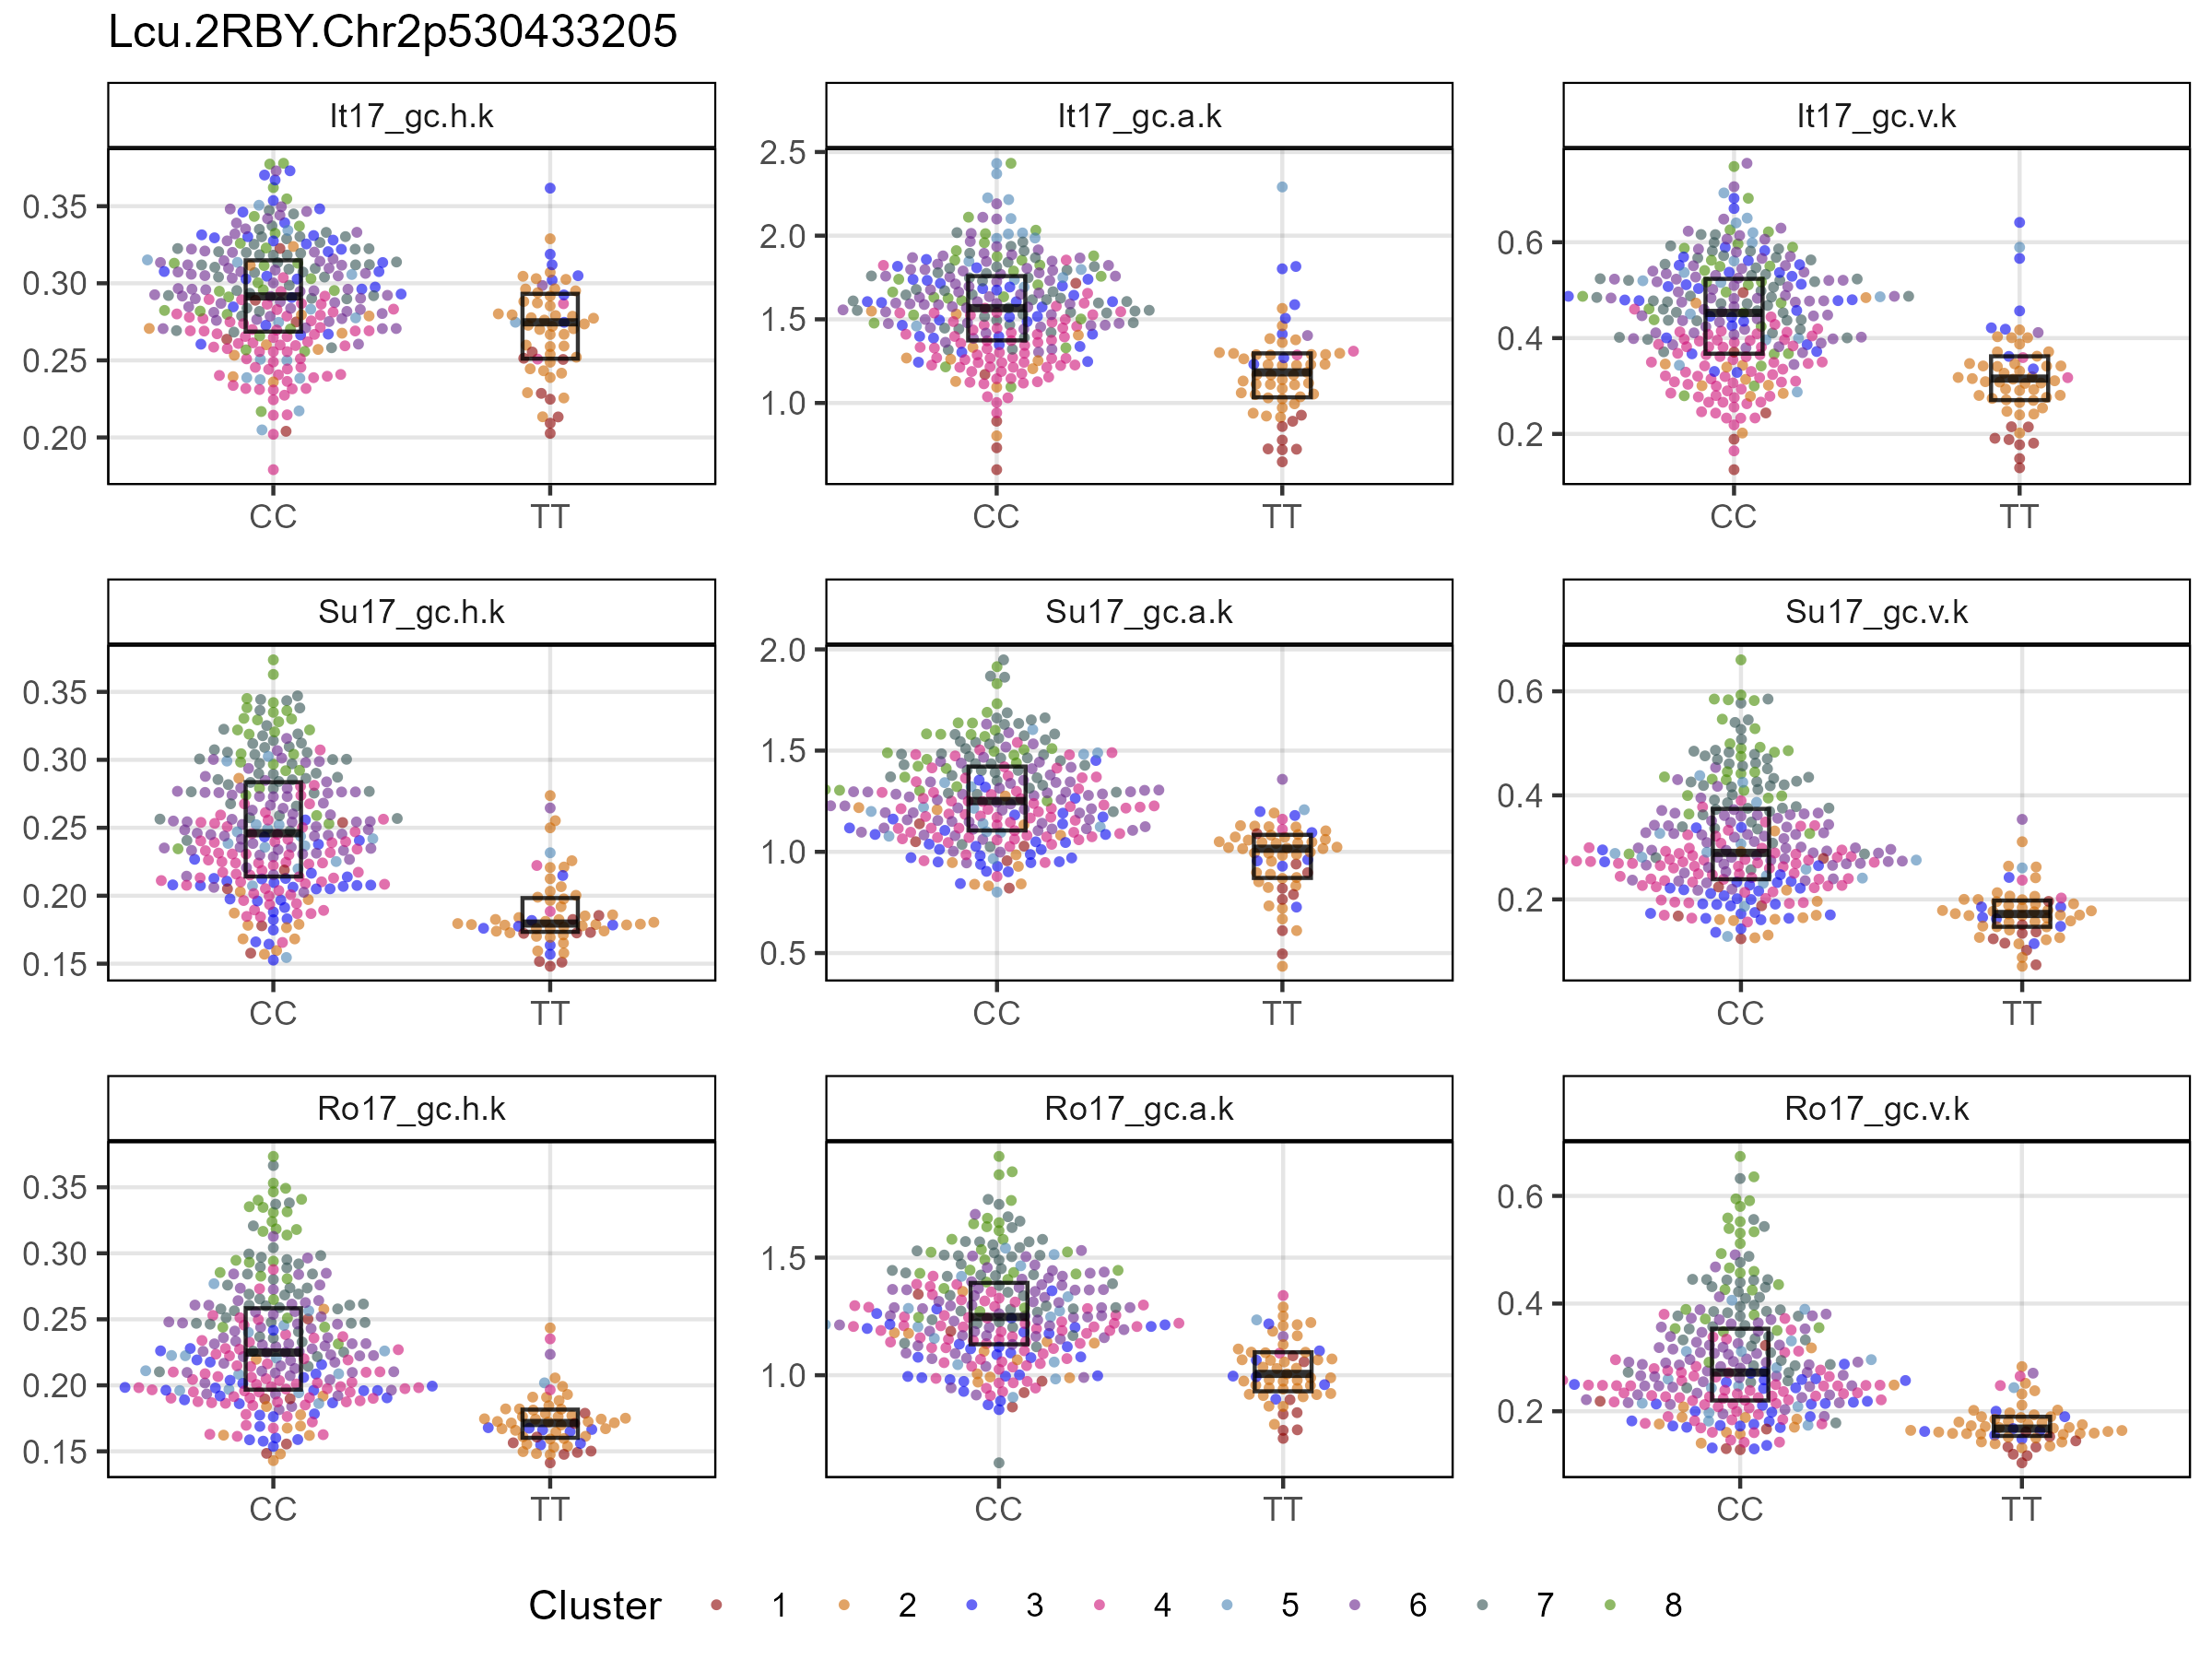 Lcu.2RBY.Chr2p530433205
It17_gc.h.k
It17_gc.a.k
It17_gc.v.k
0.35
0.30
0.25
0.20
CC
TT
2.5
2.0
1.5
1.0
CC
TT
0.6
0.4
0.2
CC
TT
Su17_gc.h.k
Su17_gc.a.k
Su17_gc.v.k
0.35
0.30
0.25
0.20
0.15
CC
TT
2.0
1.5
1.0
0.5
CC
TT
0.6
0.4
0.2
CC
TT
Ro17_gc.h.k
Ro17_gc.a.k
Ro17_gc.v.k
0.35
0.30
0.25
0.20
0.15
CC
TT
1.5
1.0
CC
TT
0.6
0.4
0.2
CC
TT
Cluster 1 2 3 4 5 6 7 8